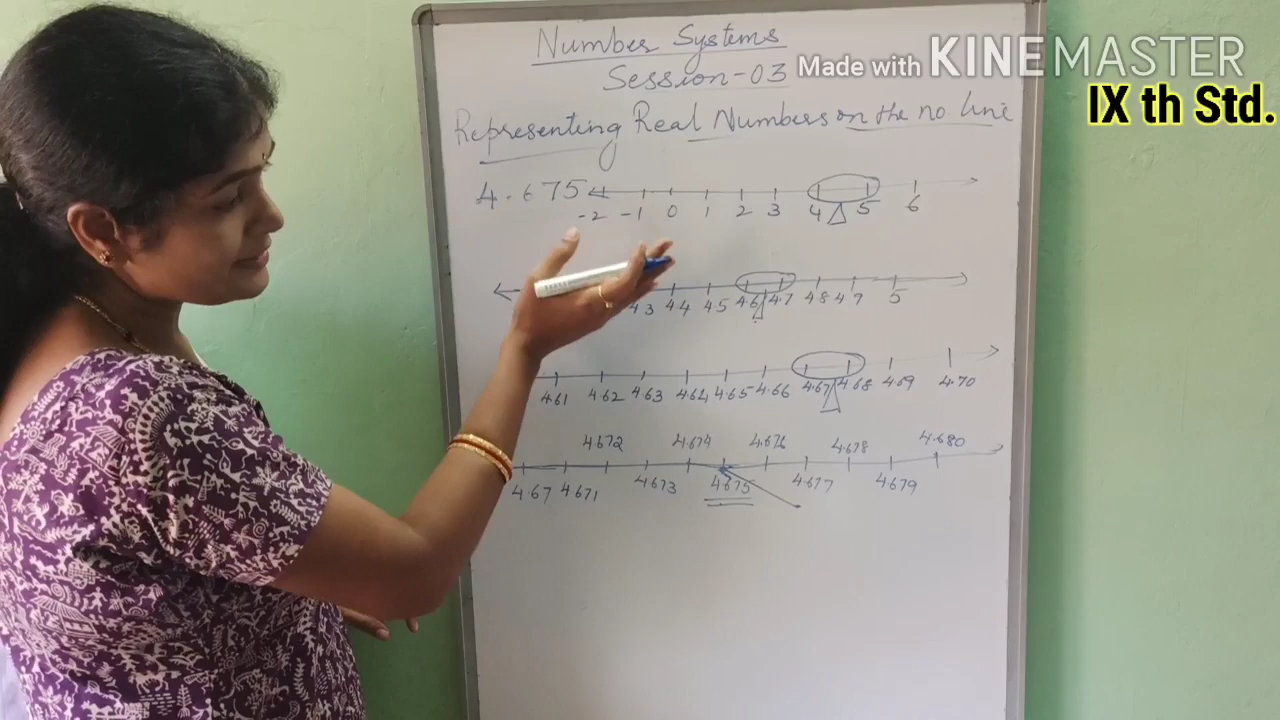 Number Systems
Session-03
Made with KINEMASTER
IX th Std.
Representing Real Numbers on the no line
4.675
-2 -1 0 1 2 3 4 5 6
4.3 4.4 4.5 4.6 4.7 4.8 4.9 5
4.61 4.62 4.63 4.64 4.65 4.66 4.67 4.68 4.69 4.70
4.672 4.674 4.676 4.678 4.680
4.67 4.671 4.673 4.675 4.677 4.679